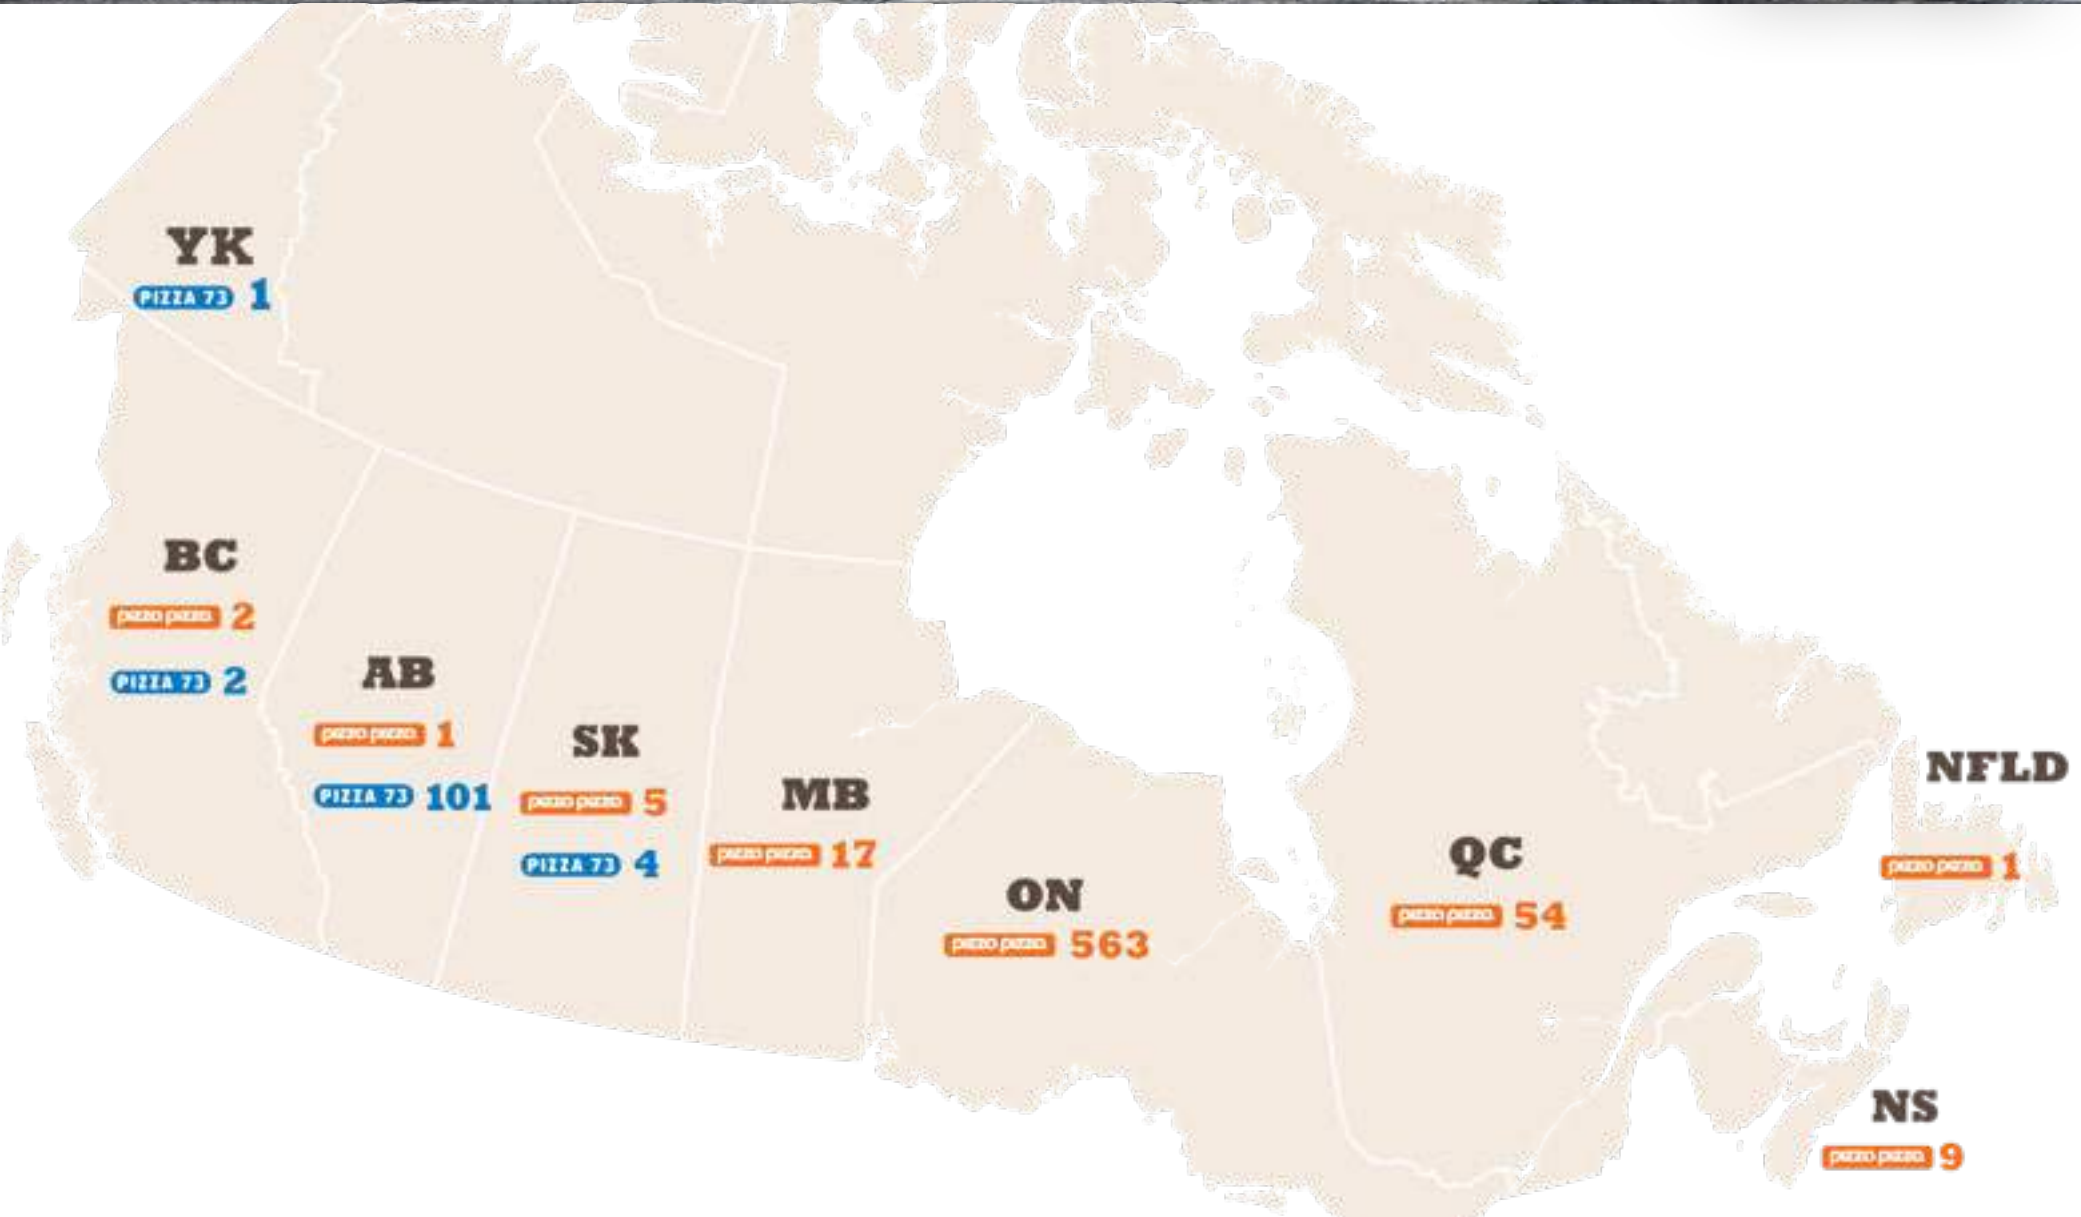 YK
PIZZA 73 1
BC
pizza pizza 2
PIZZA 73 2
AB
pizza pizza 1
PIZZA 73 101
SK
pizza pizza 5
PIZZA 73 4
MB
pizza pizza 17
ON
pizza pizza 563
QC
pizza pizza 54
NFLD
pizza pizza 1
NS
pizza pizza 9